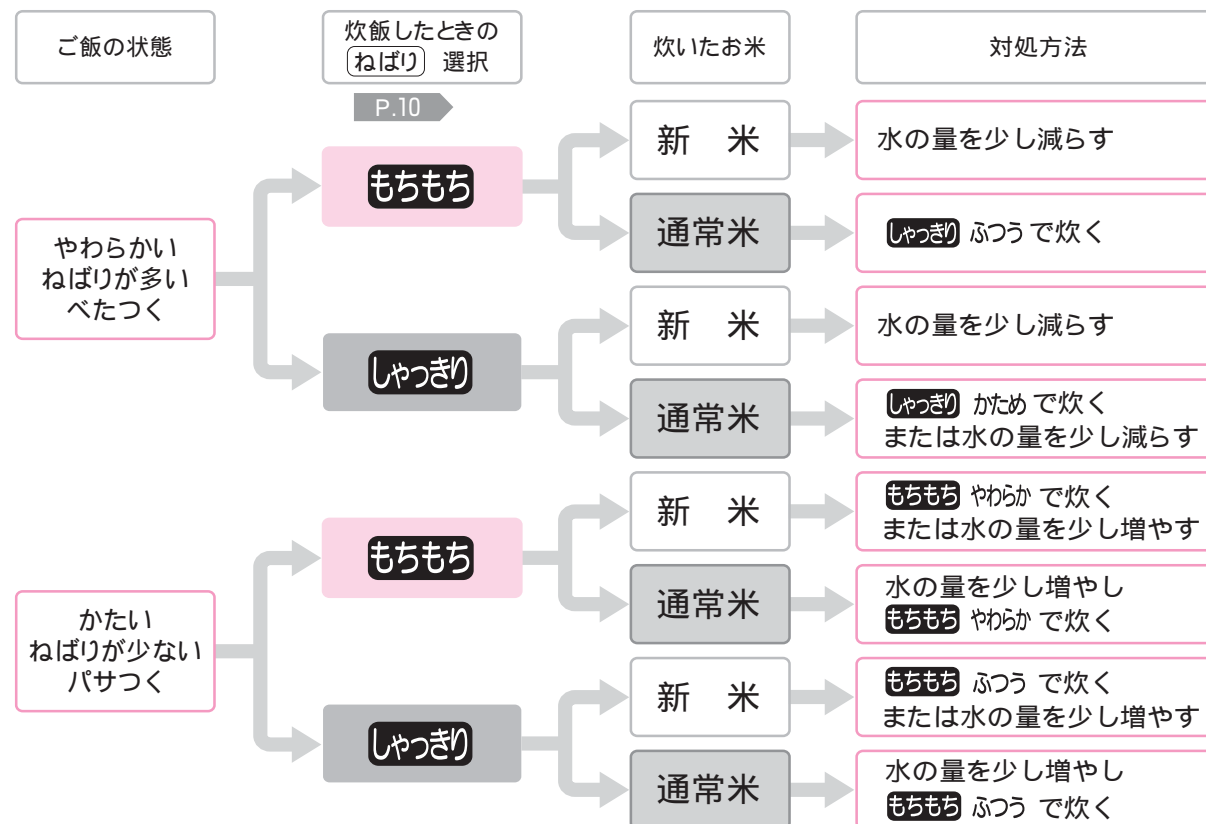 ご飯の状態
炊飯したときの
ねばり 選択
炊いたお米
対処方法
P.10
やわらかい
ねばりが多い
べたつく
もちもち
新 米
水の量を少し減らす
通常米
しゃっきり ふつう で炊く
しゃっきり
新 米
水の量を少し減らす
通常米
しゃっきり かため で炊く
または水の量を少し減らす
かたい
ねばりが少ない
パサつく
もちもち
新 米
もちもち やわらか で炊く
または水の量を少し増やす
通常米
水の量を少し増やし
もちもち やわらか で炊く
しゃっきり
新 米
もちもち ふつう で炊く
または水の量を少し増やす
通常米
水の量を少し増やし
もちもち ふつう で炊く